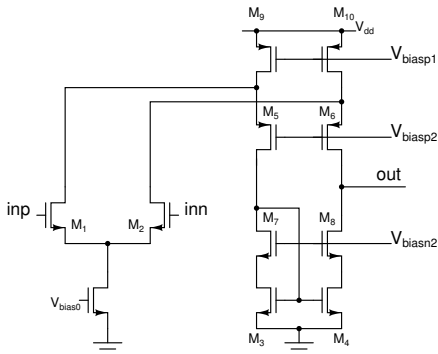 M9 M10
Vdd
Vbiasp1
M5 M6
Vbiasp2
out
inp M1 M2 inn
M7 M8
Vbiasn2
Vbias0
M3 M4